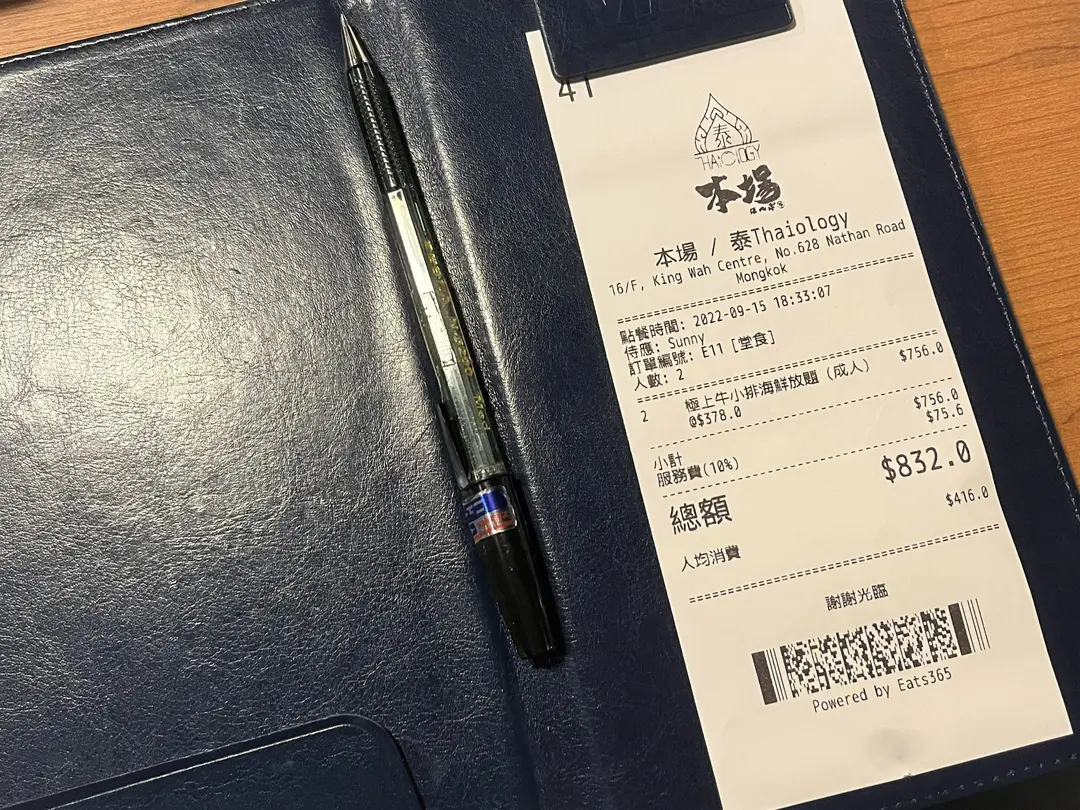 41
泰
THAIOLOGY
本場
本場 / 泰Thaiology
16/F, King Wah Centre, No.628 Nathan Road
Mongkok
點餐時間: 2022-09-15 18:33:07
侍應: Sunny
訂單編號: E11 [堂食]
人數: 2
2 極上牛小排海鮮放題 (成人) $756.0
@$378.0
小計 $756.0
服務費(10%) $75.6
總額 $832.0
人均消費 $416.0
謝謝光臨
Powered by Eats365